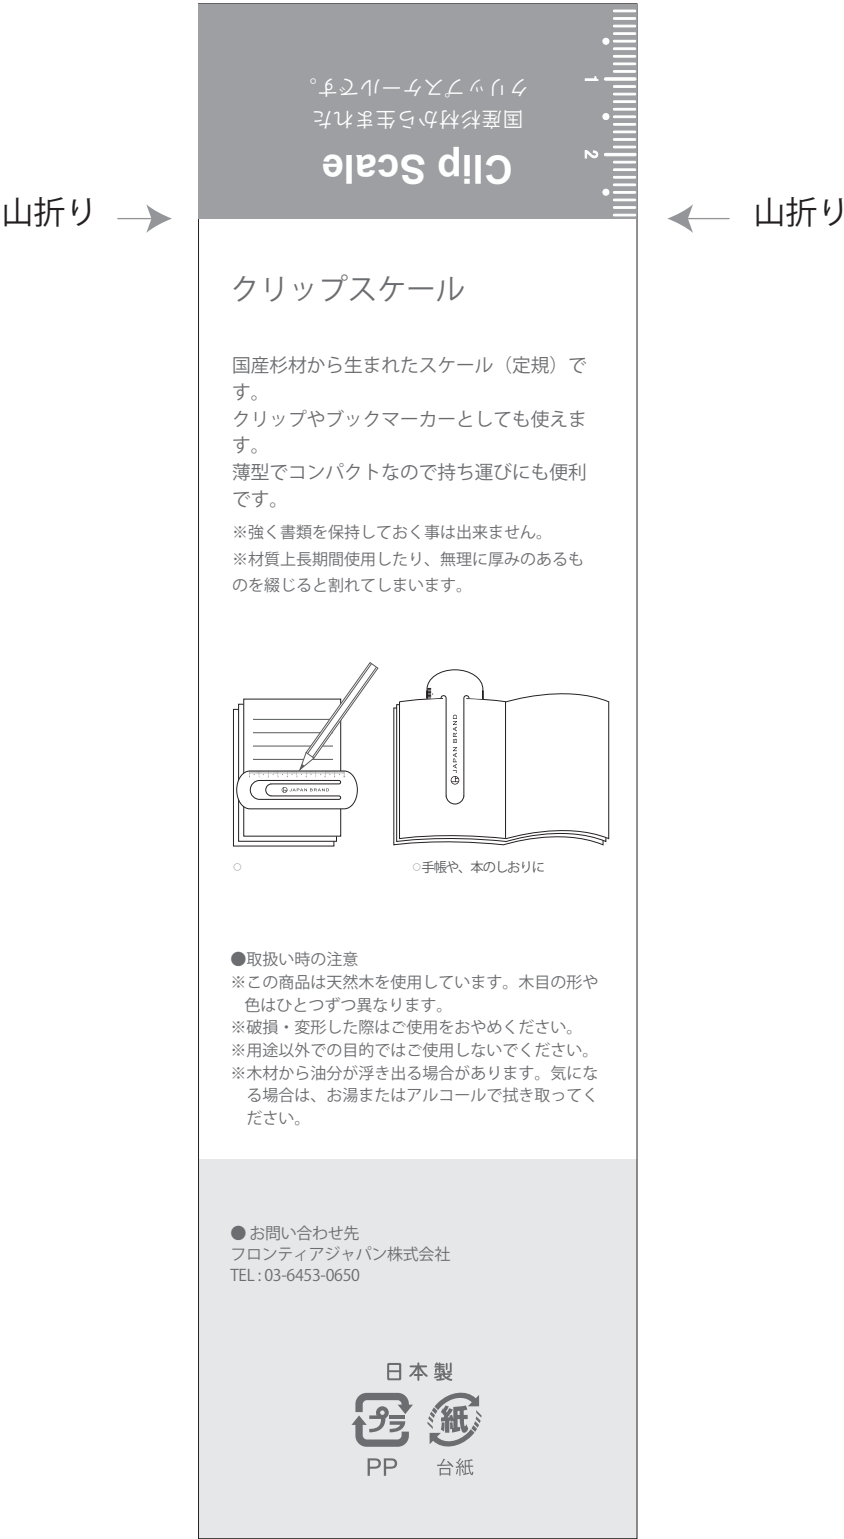 クリップスケールです。
国産杉材から生まれた
Clip Scale
1
2
山折り
山折り
クリップスケール
国産杉材から生まれたスケール（定規）で
す。
クリップやブックマーカーとしても使えま
す。
薄型でコンパクトなので持ち運びにも便利
です。
※強く書類を保持しておく事は出来ません。
※材質上長期間使用したり、無理に厚みのあるも
のを綴じると割れてしまいます。
JAPAN BRAND
JAPAN BRAND
○
○手帳や、本のしおりに
●取扱い時の注意
※この商品は天然木を使用しています。木目の形や
色はひとつずつ異なります。
※破損・変形した際はご使用をおやめください。
※用途以外での目的ではご使用しないでください。
※木材から油分が浮き出る場合があります。気にな
る場合は、お湯またはアルコールで拭き取ってく
ださい。
● お問い合わせ先
フロンティアジャパン株式会社
TEL : 03-6453-0650
日本製
プラ
紙
PP
台紙